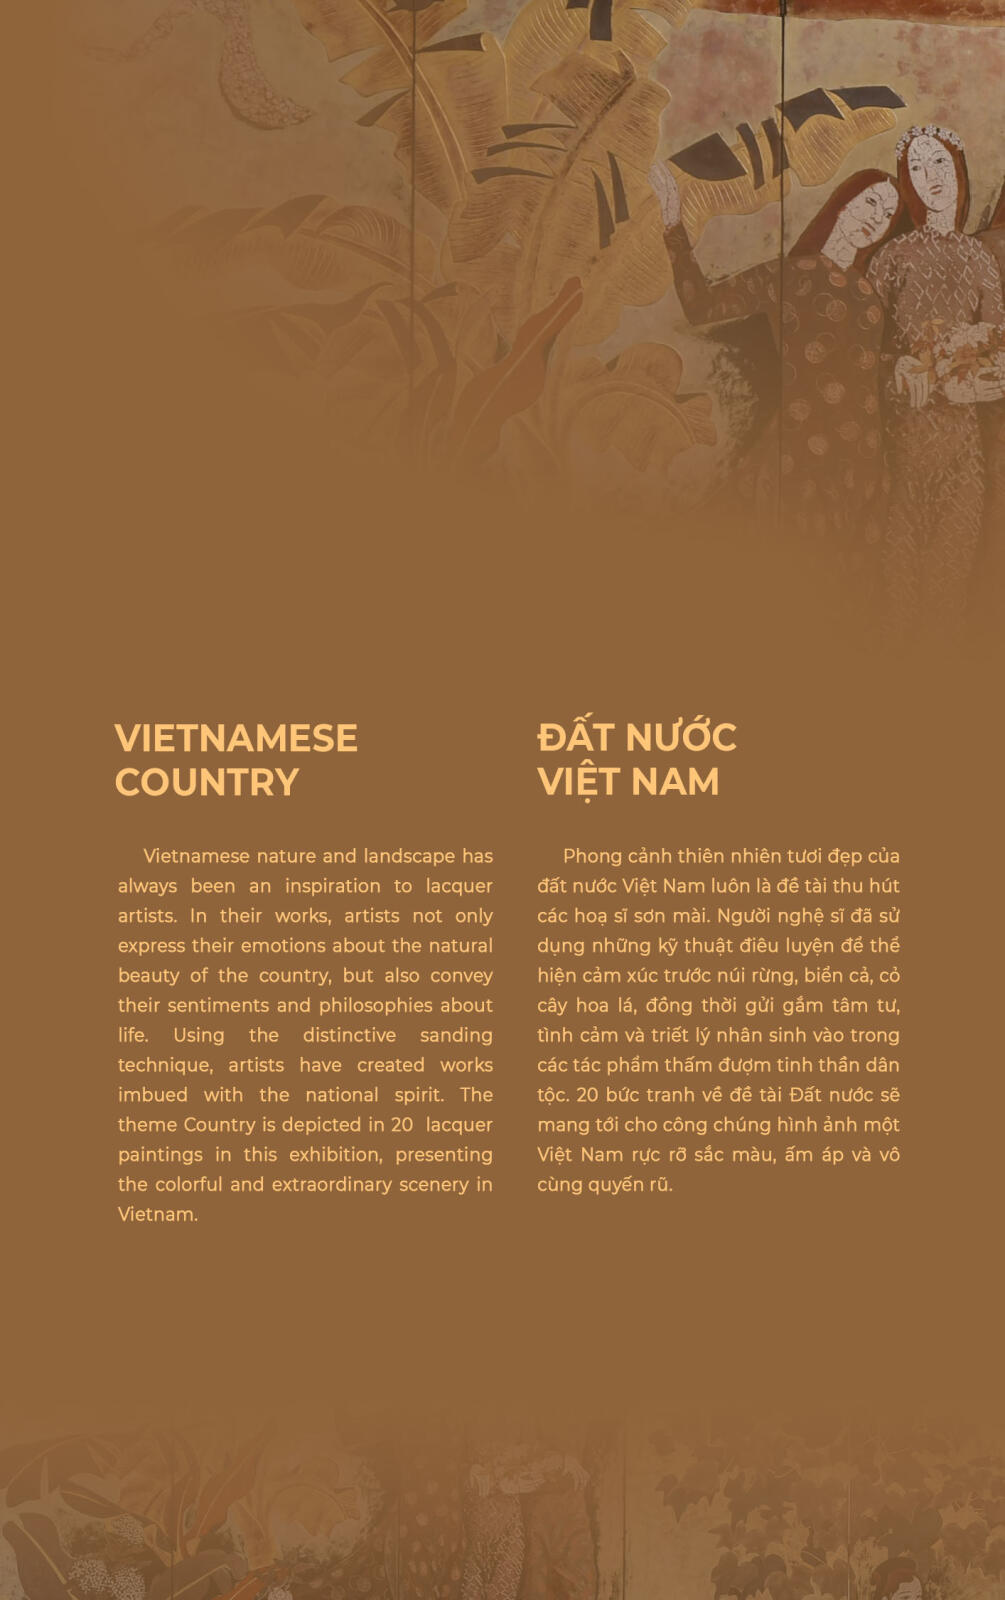 VIETNAMESE
COUNTRY
Vietnamese nature and landscape has
always been an inspiration to lacquer
artists. In their works, artists not only
express their emotions about the natural
beauty of the country, but also convey
their sentiments and philosophies about
life. Using the distinctive sanding
technique, artists have created works
imbued with the national spirit. The
theme Country is depicted in 20 lacquer
paintings in this exhibition, presenting
the colorful and extraordinary scenery in
Vietnam.
ĐẤT NƯỚC
VIỆT NAM
Phong cảnh thiên nhiên tươi đẹp của
đất nước Việt Nam luôn là đề tài thu hút
các hoạ sĩ sơn mài. Người nghệ sĩ đã sử
dụng những kỹ thuật điêu luyện để thể
hiện cảm xúc trước núi rừng, biển cả, cỏ
cây hoa lá, đồng thời gửi gắm tâm tư,
tình cảm và triết lý nhân sinh vào trong
các tác phẩm thấm đượm tinh thần dân
tộc. 20 bức tranh về đề tài Đất nước sẽ
mang tới cho công chúng hình ảnh một
Việt Nam rực rỡ sắc màu, ấm áp và vô
cùng quyến rũ.